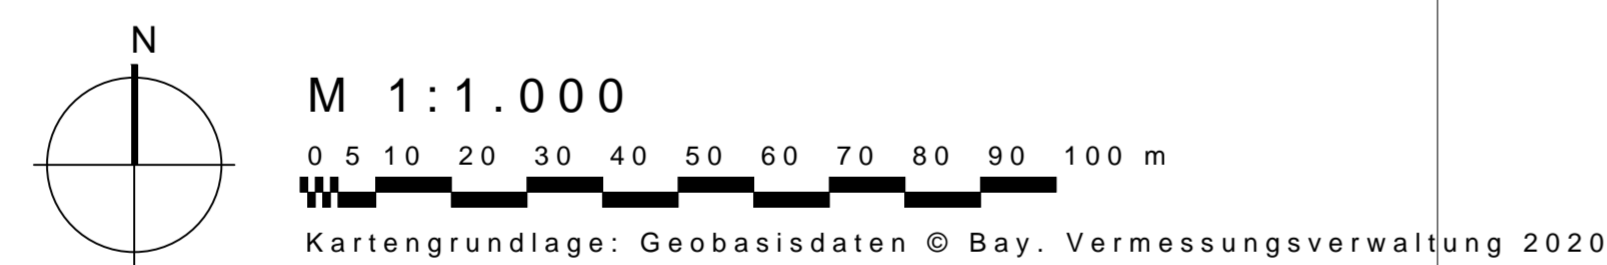 N
M 1:1.000
0 5 10 20 30 40 50 60 70 80 90 100 m
Kartengrundlage: Geobasisdaten © Bay. Vermessungsverwaltung 2020